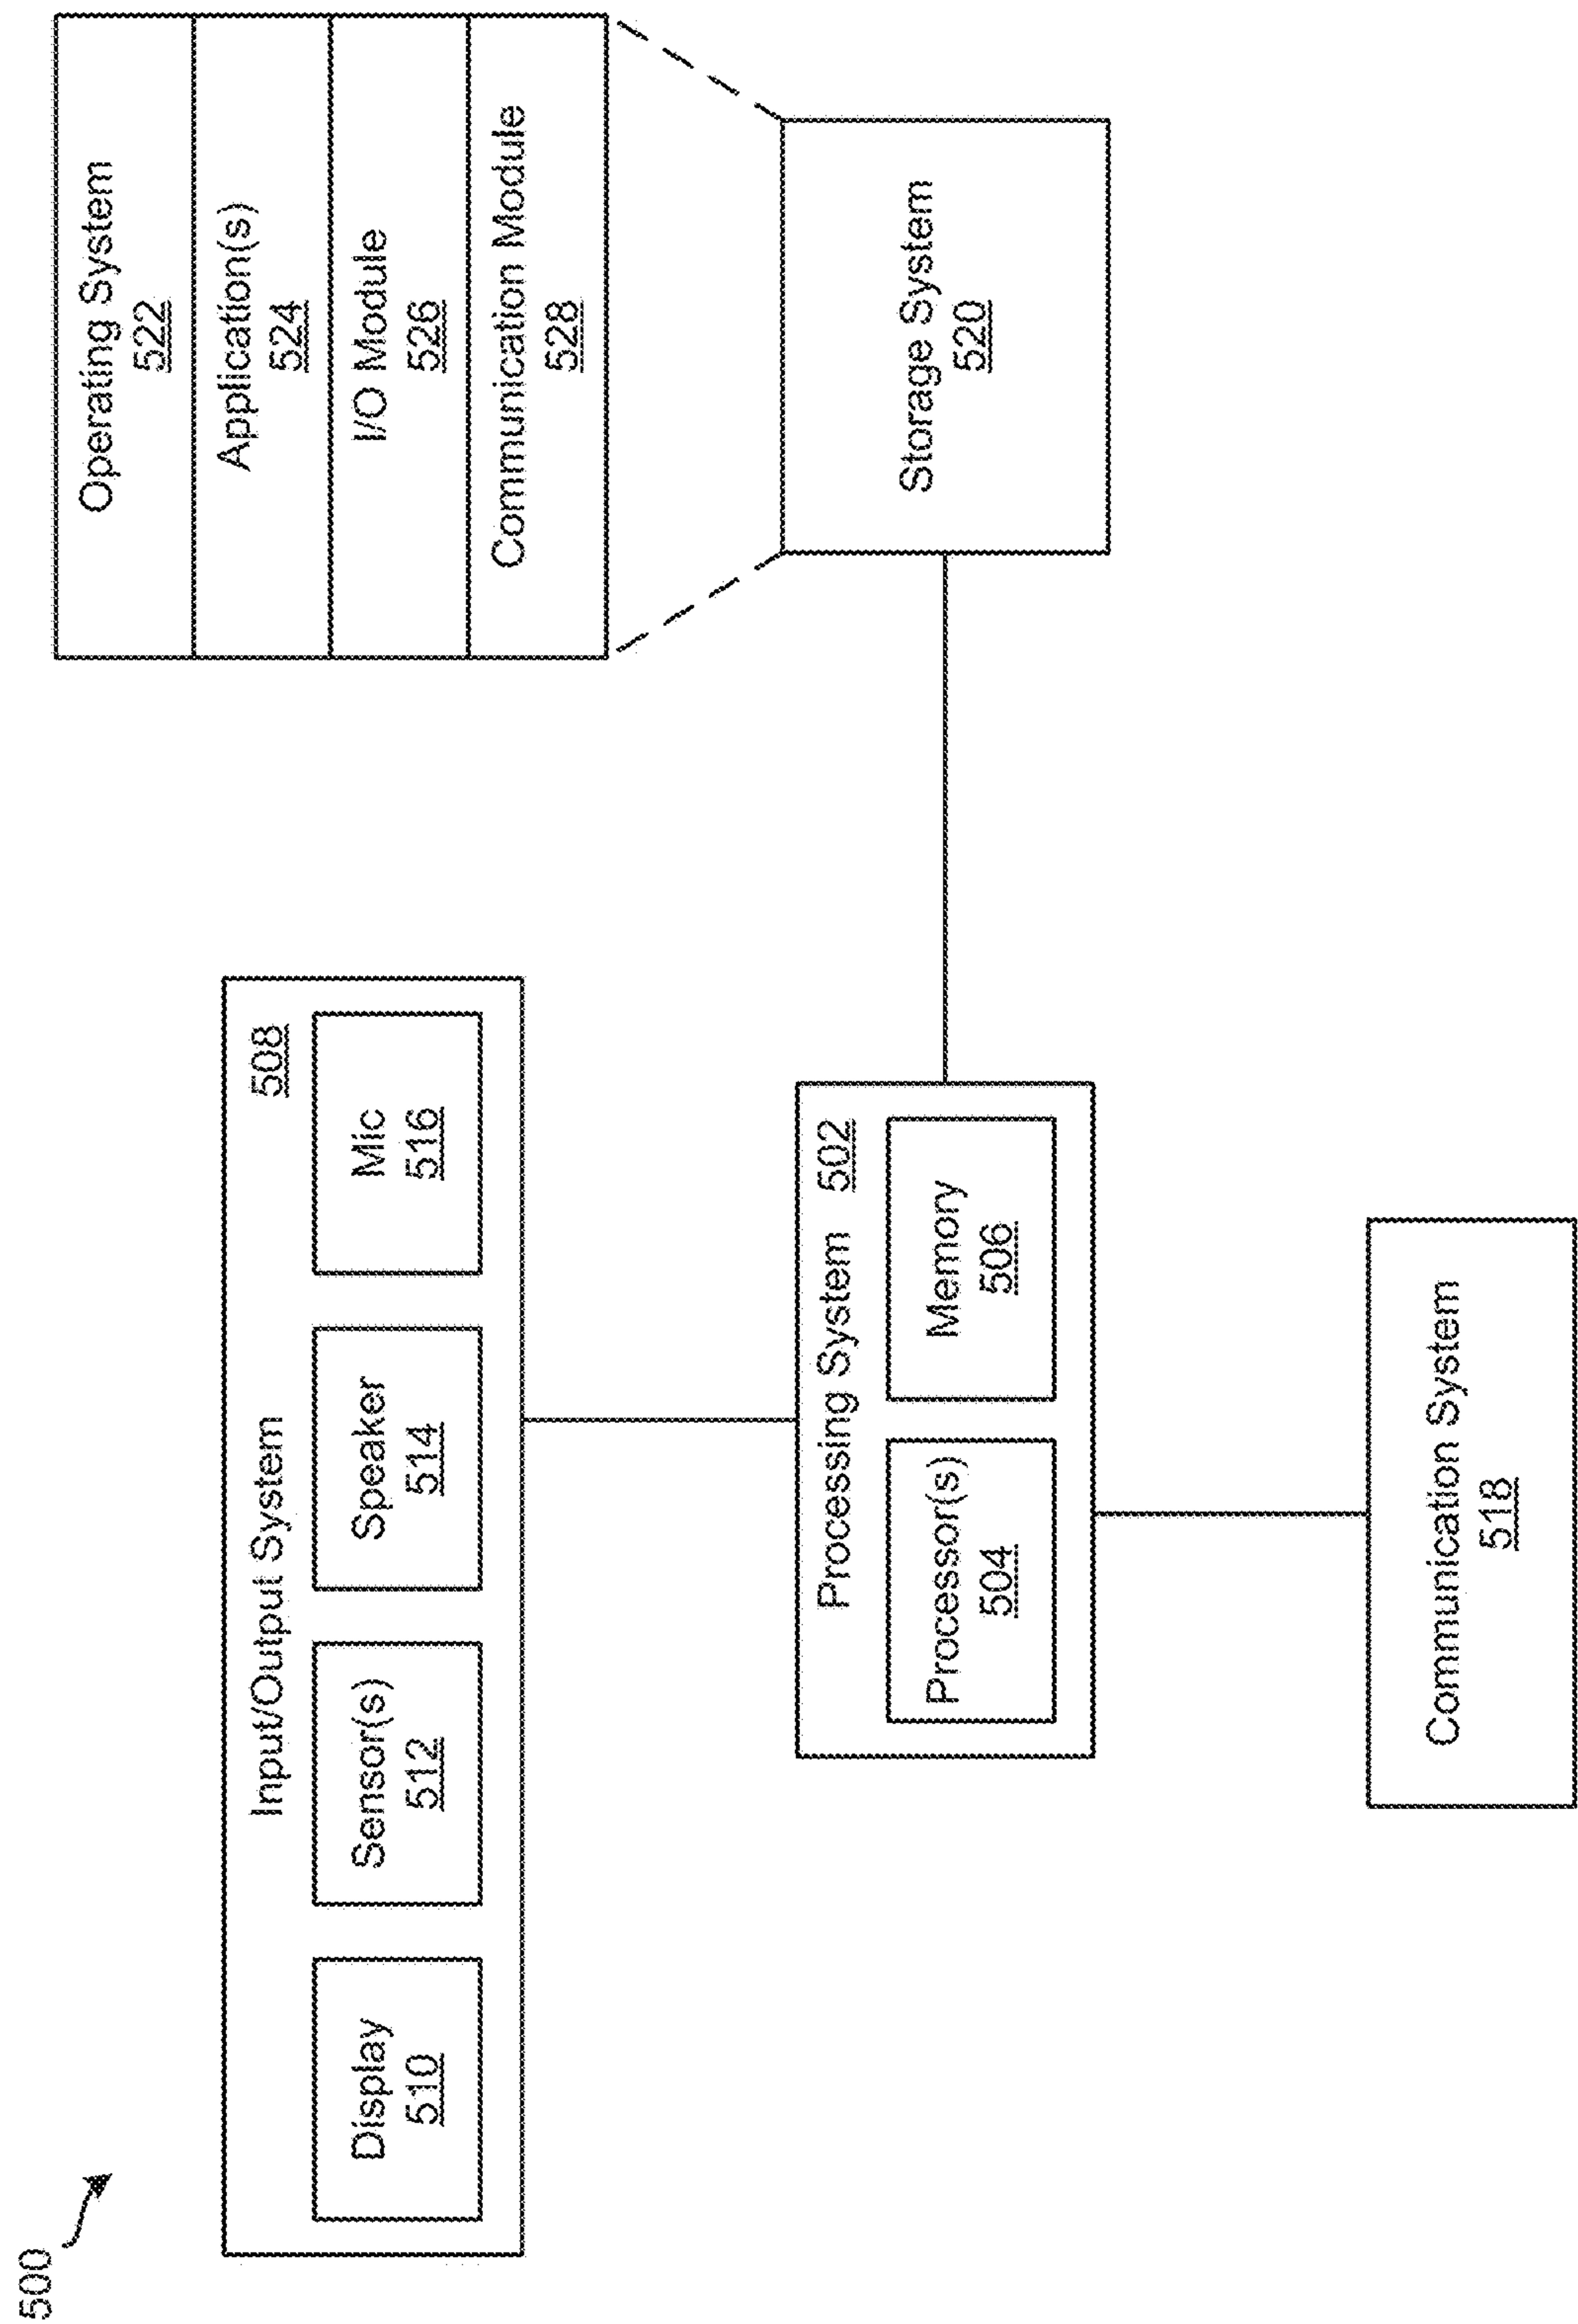 500
Input/Output System
508
Display
510
Sensor(s)
512
Speaker
514
Mic
516
Operating System
522
Application(s)
524
I/O Module
526
Communication Module
528
Processing System
502
Processor(s)
504
Memory
506
Storage System
520
Communication System
518